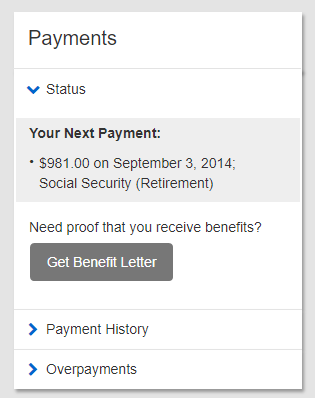 Payments
Status
Your Next Payment:
• $981.00 on September 3, 2014;
Social Security (Retirement)
Need proof that you receive benefits?
Get Benefit Letter
Payment History
Overpayments